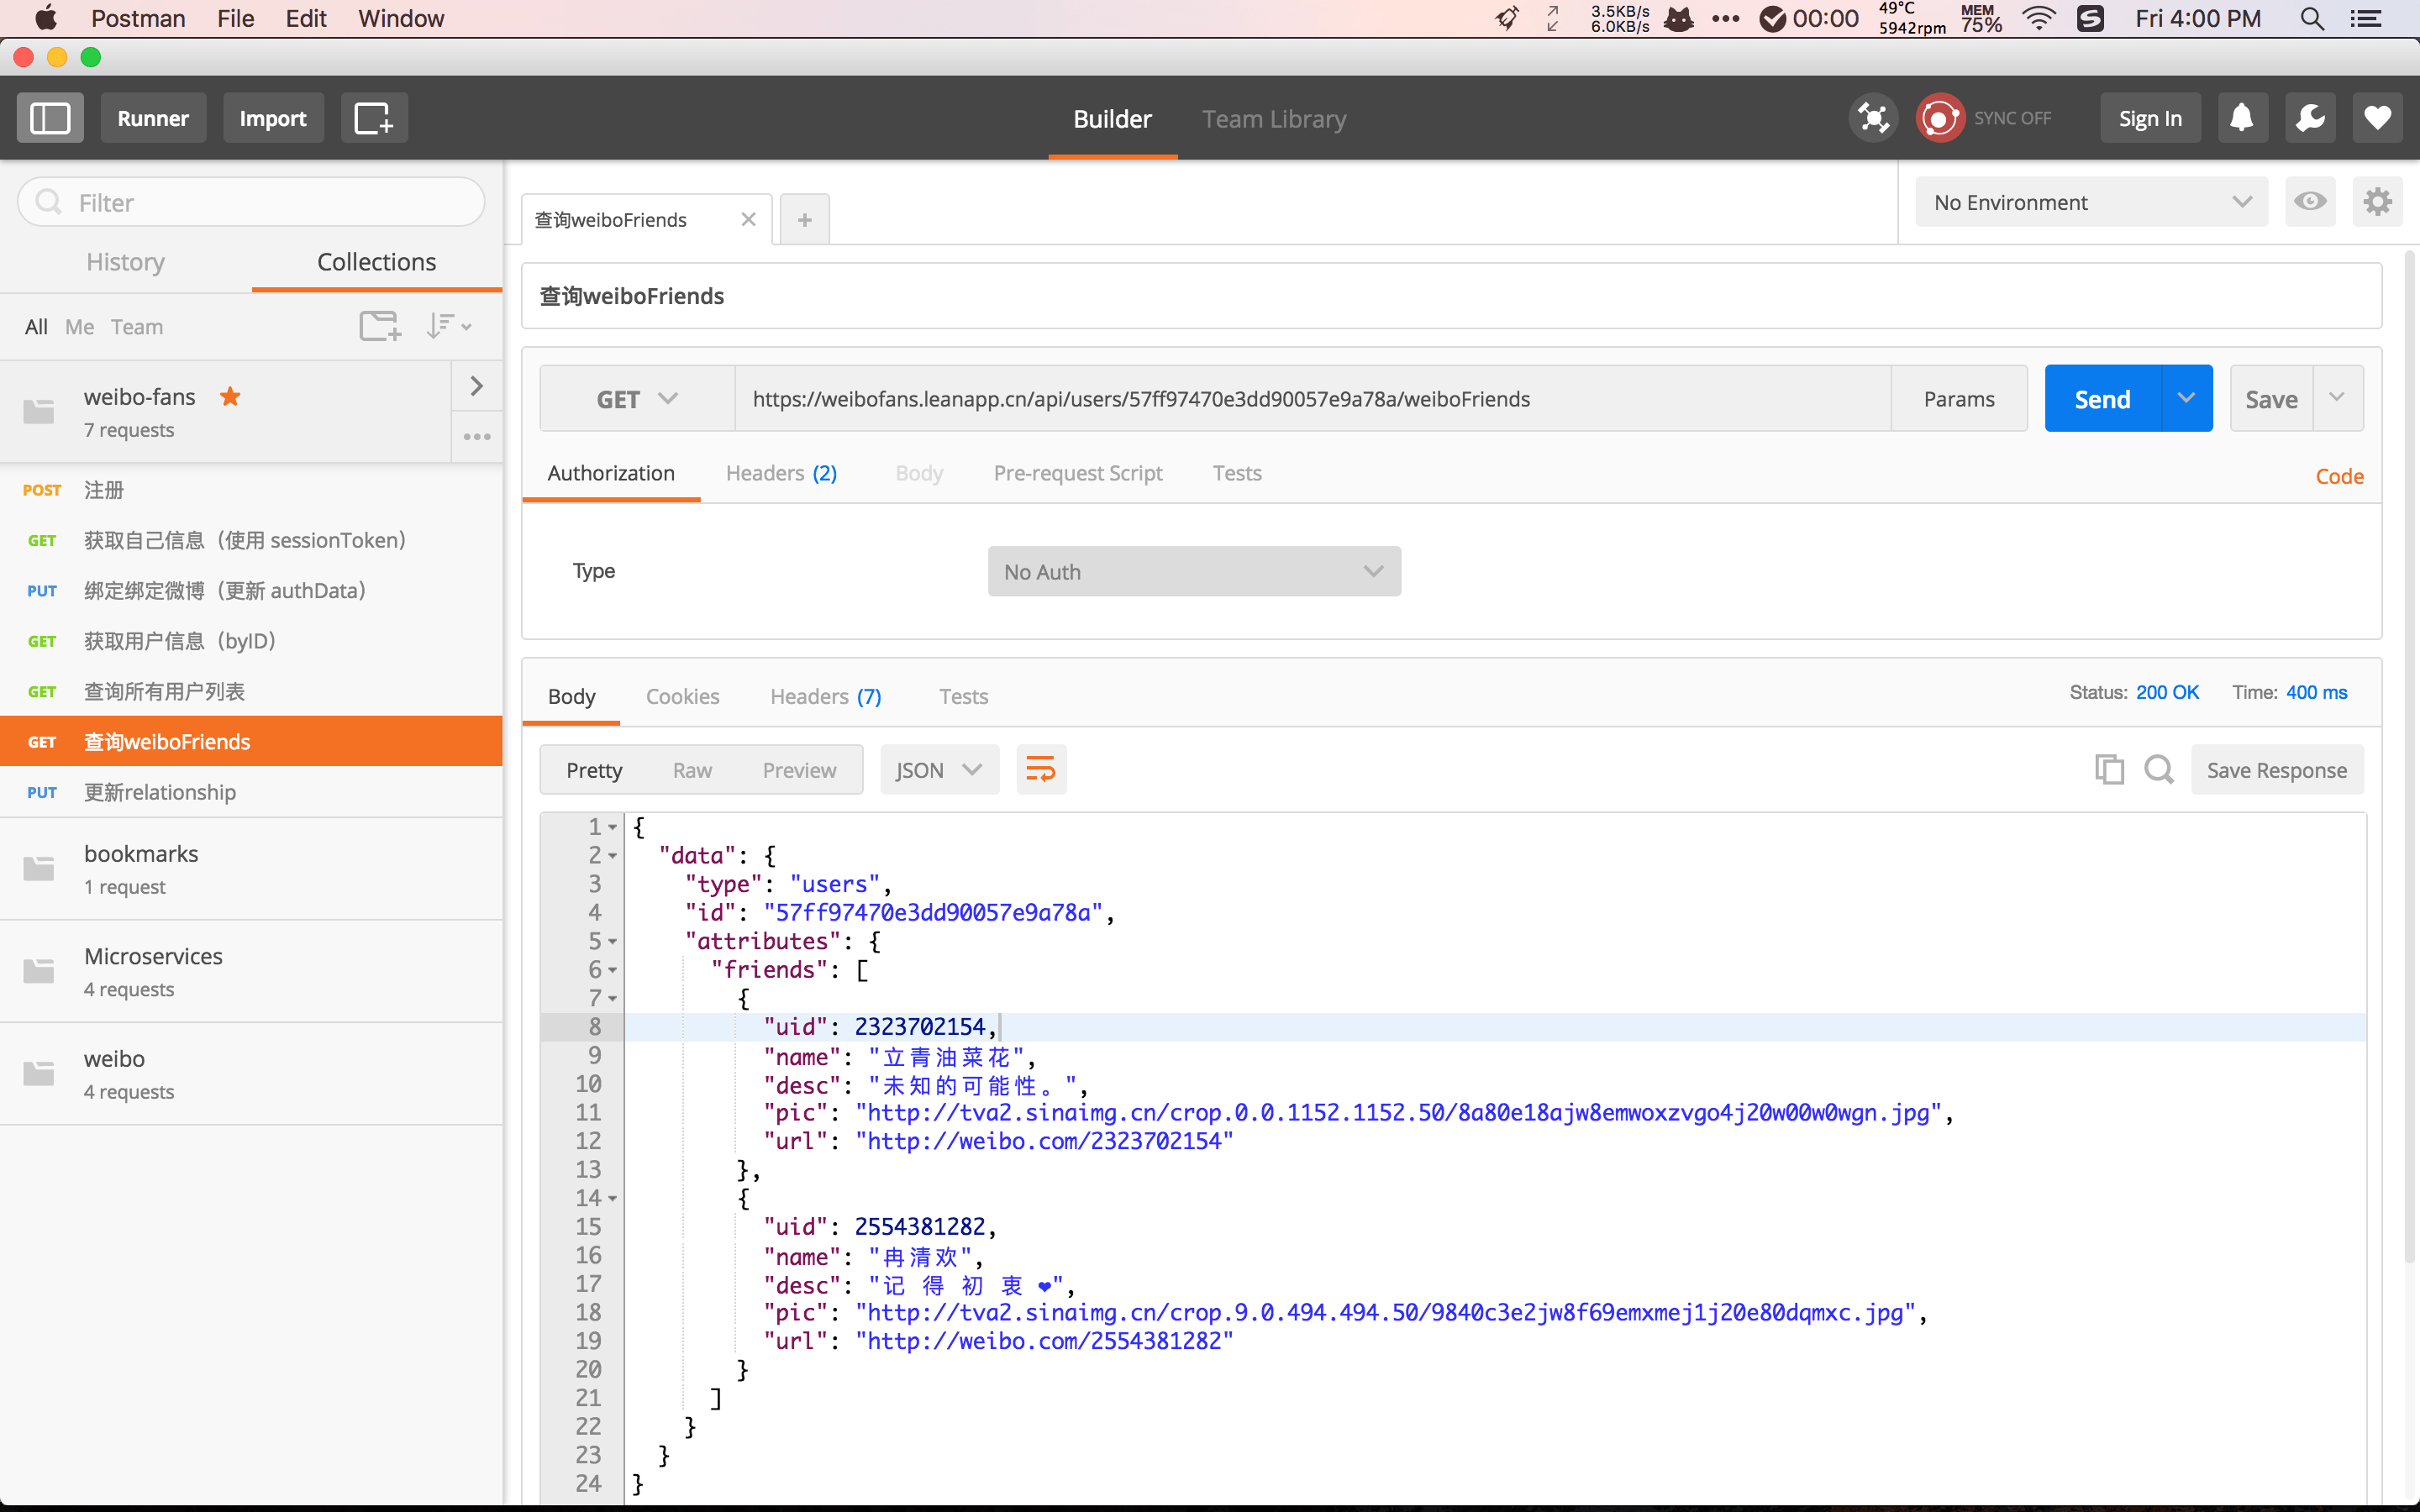 Postman File Edit Window 3.5KB/s 6.0KB/s ••• 00:00 49°C 5942rpm MEM 75% Fri 4:00 PM
Runner Import Builder Team Library SYNC OFF Sign In
Filter
History Collections
All Me Team
weibo-fans
7 requests
POST 注册
GET 获取自己信息（使用 sessionToken）
PUT 绑定绑定微博（更新 authData）
GET 获取用户信息（byID）
GET 查询所有用户列表
GET 查询weiboFriends
PUT 更新relationship
bookmarks
1 request
Microservices
4 requests
weibo
4 requests
查询weiboFriends
No Environment
查询weiboFriends
GET https://weibofans.leanapp.cn/api/users/57ff97470e3dd90057e9a78a/weiboFriends Params Send Save
Authorization Headers (2) Body Pre-request Script Tests Code
Type No Auth
Body Cookies Headers (7) Tests Status: 200 OK Time: 400 ms
Pretty Raw Preview JSON Save Response
1 {
2 "data": {
3 "type": "users",
4 "id": "57ff97470e3dd90057e9a78a",
5 "attributes": {
6 "friends": [
7 {
8 "uid": 2323702154,
9 "name": "立青油菜花",
10 "desc": "未知的可能性。",
11 "pic": "http://tva2.sinaimg.cn/crop.0.0.1152.1152.50/8a80e18ajw8emwoxzvgo4j20w00w0wgn.jpg",
12 "url": "http://weibo.com/2323702154"
13 },
14 {
15 "uid": 2554381282,
16 "name": "冉清欢",
17 "desc": "记 得 初 衷 ❤",
18 "pic": "http://tva2.sinaimg.cn/crop.9.0.494.494.50/9840c3e2jw8f69emxmej1j20e80dqmxc.jpg",
19 "url": "http://weibo.com/2554381282"
20 }
21 ]
22 }
23 }
24 }